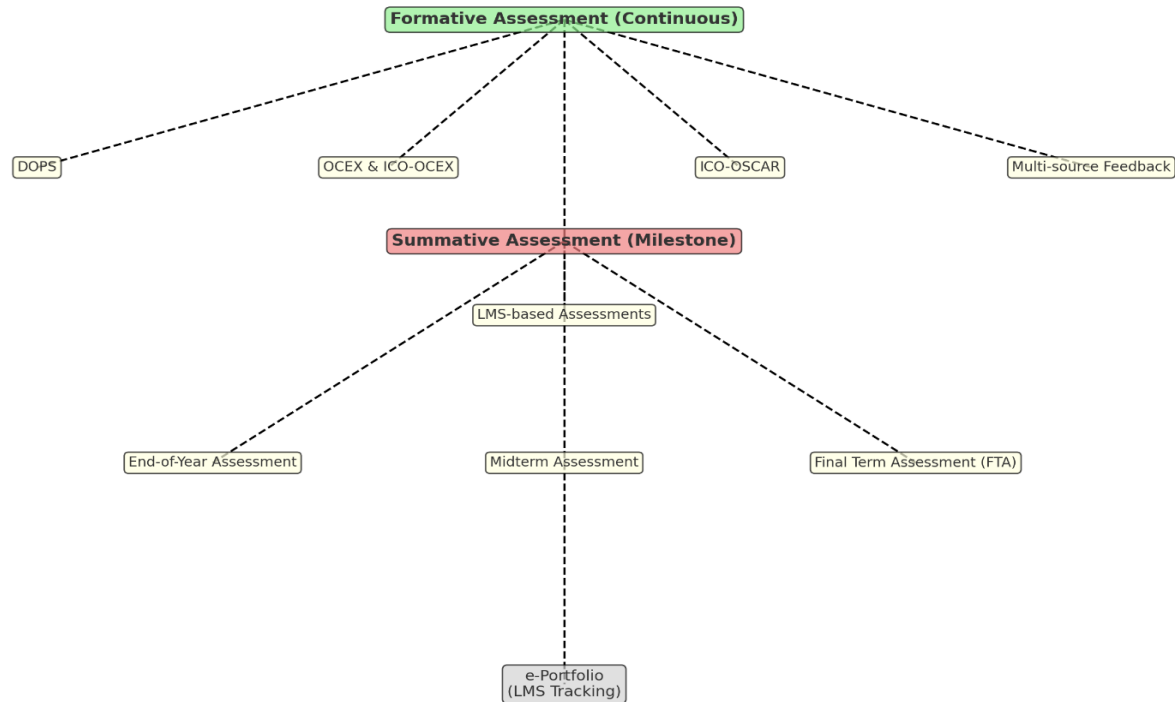 Formative Assessment (Continuous)
DOPS
OCEX & ICO-OCEX
ICO-OSCAR
Multi-source Feedback
Summative Assessment (Milestone)
LMS-based Assessments
End-of-Year Assessment
Midterm Assessment
Final Term Assessment (FTA)
e-Portfolio
(LMS Tracking)